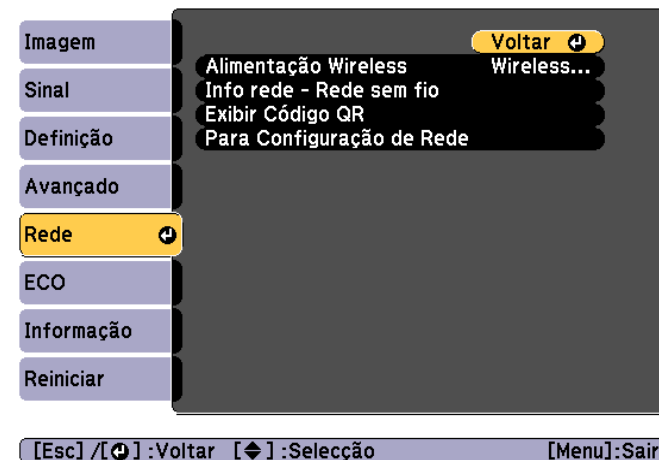 Imagem
Sinal
Definição
Avançado
Rede
ECO
Informação
Reiniciar
Voltar
Alimentação Wireless Wireless...
Info rede - Rede sem fio
Exibir Código QR
Para Configuração de Rede
[Esc] /[ ] :Voltar [ ] :Selecção [Menu]:Sair